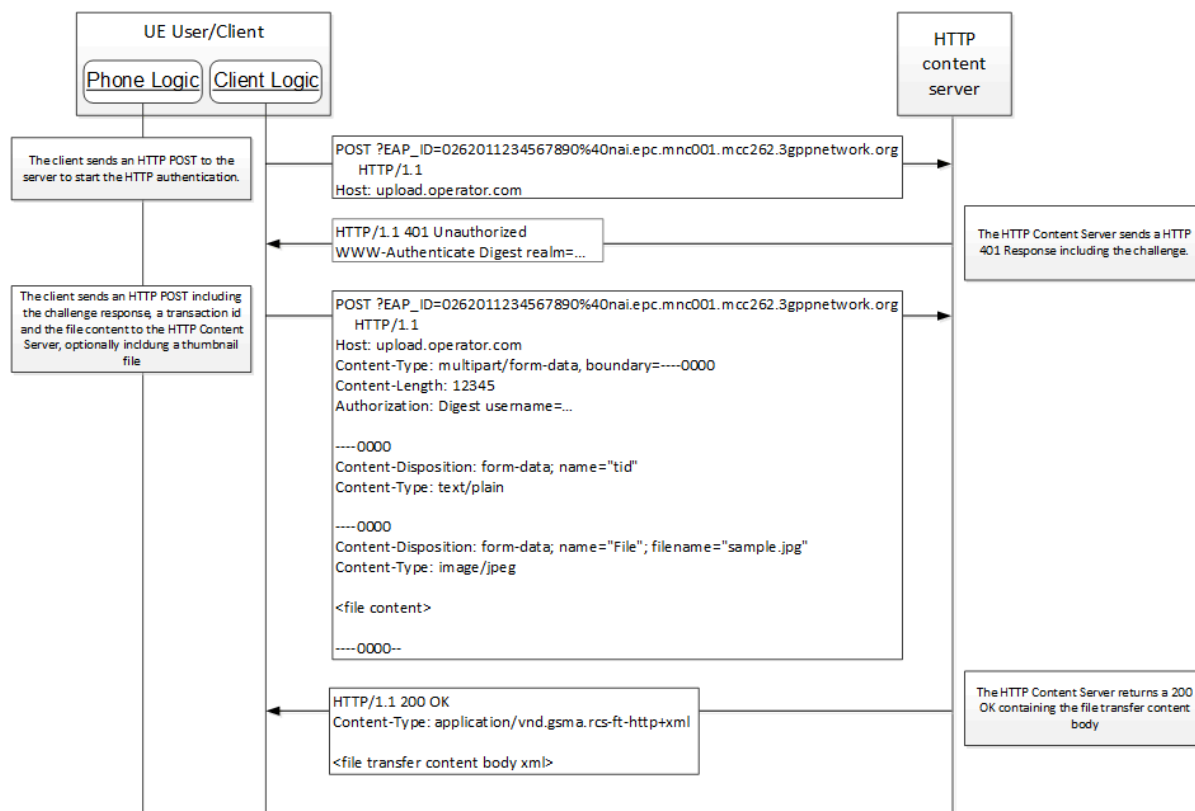 UE User/Client
Phone Logic
Client Logic
HTTP
content
server
The client sends an HTTP POST to the
server to start the HTTP authentication.
POST ?EAP_ID=0262011234567890%40nai.epc.mnc001.mcc262.3gppnetwork.org
HTTP/1.1
Host: upload.operator.com
HTTP/1.1 401 Unauthorized
WWW-Authenticate Digest realm=...
The HTTP Content Server sends a HTTP
401 Response including the challenge.
The client sends an HTTP POST including
the challenge response, a transaction id
and the file content to the HTTP Content
Server, optionally incldung a thumbnail
file
POST ?EAP_ID=0262011234567890%40nai.epc.mnc001.mcc262.3gppnetwork.org
HTTP/1.1
Host: upload.operator.com
Content-Type: multipart/form-data, boundary=----0000
Content-Length: 12345
Authorization: Digest username=...
----0000
Content-Disposition: form-data; name="tid"
Content-Type: text/plain
----0000
Content-Disposition: form-data; name="File"; filename="sample.jpg"
Content-Type: image/jpeg
<file content>
----0000--
HTTP/1.1 200 OK
Content-Type: application/vnd.gsma.rcs-ft-http+xml
<file transfer content body xml>
The HTTP Content Server returns a 200
OK containing the file transfer content
body